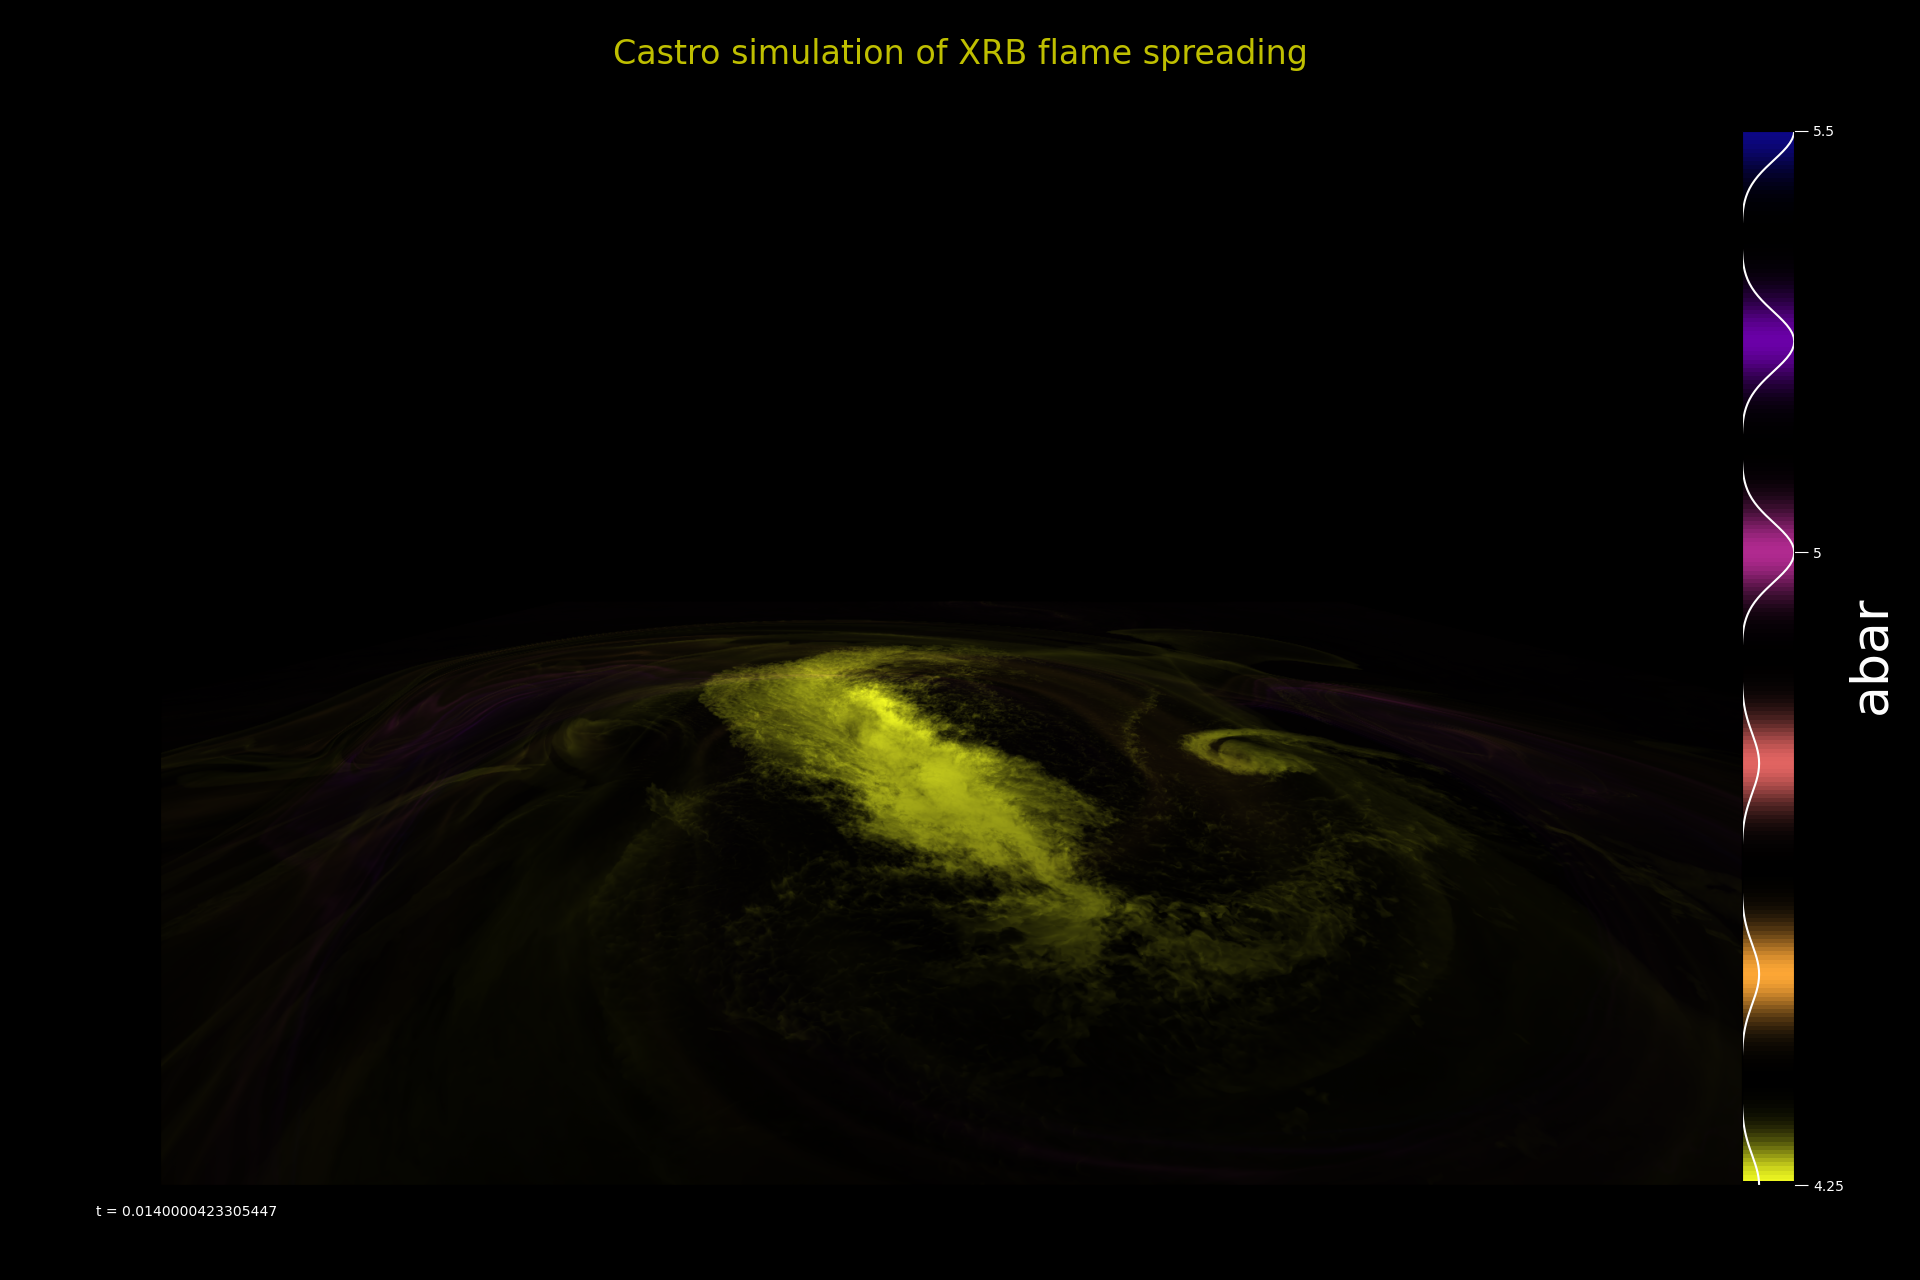 Castro simulation of XRB flame spreading
5.5
5
abar
4.25
t = 0.0140000423305447